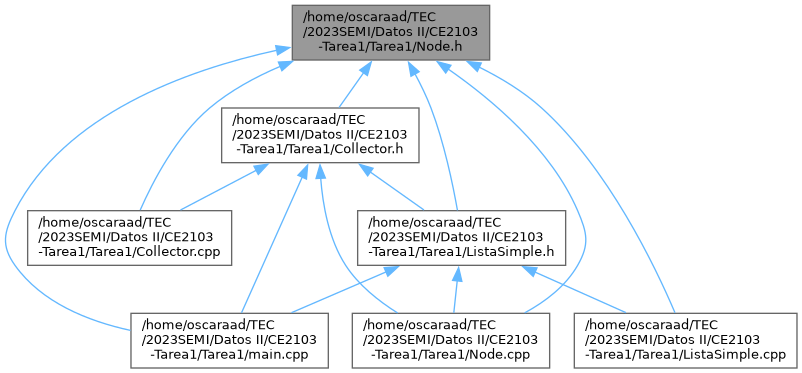 /home/oscaraad/TEC
/2023SEMI/Datos II/CE2103
-Tarea1/Tarea1/Node.h
/home/oscaraad/TEC
/2023SEMI/Datos II/CE2103
-Tarea1/Tarea1/Collector.h
/home/oscaraad/TEC
/2023SEMI/Datos II/CE2103
-Tarea1/Tarea1/Collector.cpp
/home/oscaraad/TEC
/2023SEMI/Datos II/CE2103
-Tarea1/Tarea1/ListaSimple.h
/home/oscaraad/TEC
/2023SEMI/Datos II/CE2103
-Tarea1/Tarea1/main.cpp
/home/oscaraad/TEC
/2023SEMI/Datos II/CE2103
-Tarea1/Tarea1/Node.cpp
/home/oscaraad/TEC
/2023SEMI/Datos II/CE2103
-Tarea1/Tarea1/ListaSimple.cpp